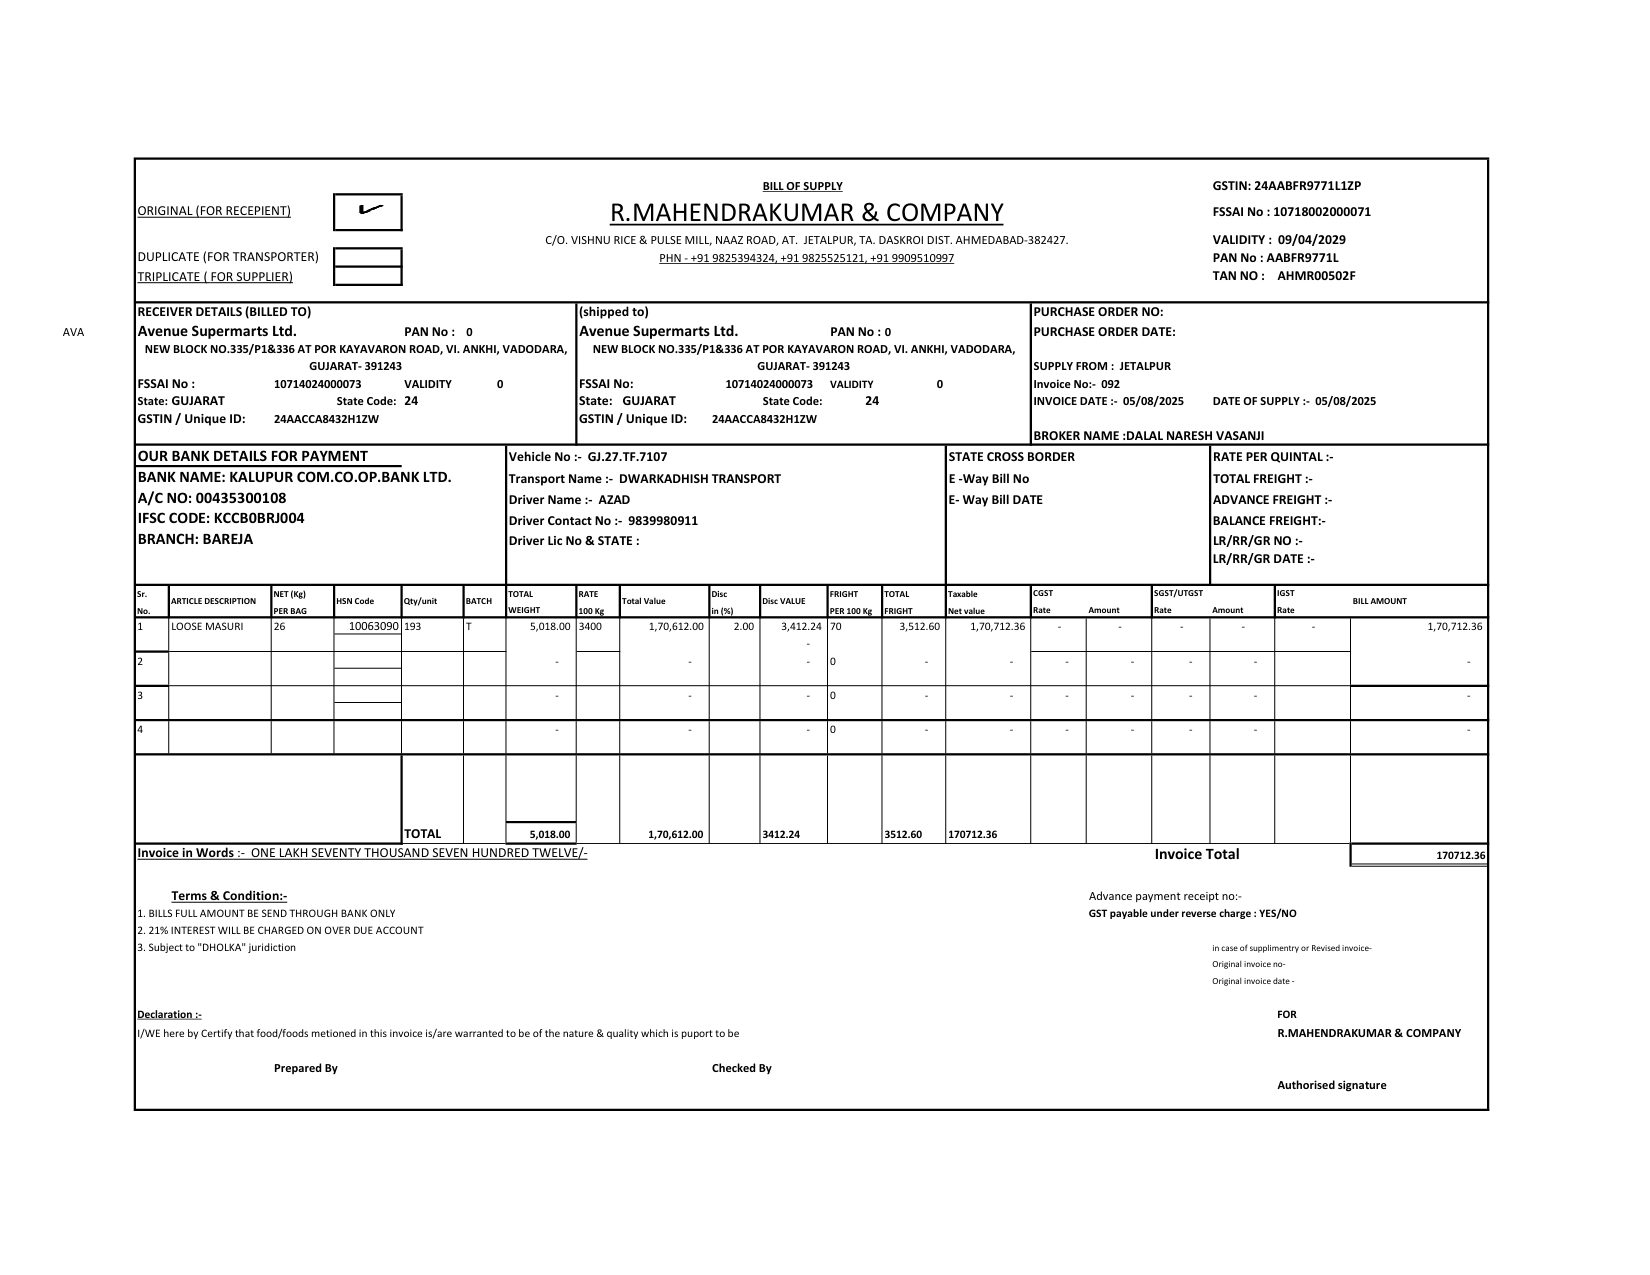 BILL OF SUPPLY
GSTIN: 24AABFR9771L1ZP
ORIGINAL (FOR RECEPIENT)
R.MAHENDRAKUMAR & COMPANY
FSSAI No : 10718002000071
C/O. VISHNU RICE & PULSE MILL, NAAZ ROAD, AT. JETALPUR, TA. DASKROI DIST. AHMEDABAD-382427.
VALIDITY : 09/04/2029
DUPLICATE (FOR TRANSPORTER)
PHN - +91 9825394324, +91 9825525121, +91 9909510997
PAN No : AABFR9771L
TRIPLICATE ( FOR SUPPLIER)
TAN NO : AHMR00502F
RECEIVER DETAILS (BILLED TO)
AVA
Avenue Supermarts Ltd. PAN No : 0
NEW BLOCK NO.335/P1&336 AT POR KAYAVARON ROAD, VI. ANKHI, VADODARA,
GUJARAT- 391243
FSSAI No : 10714024000073 VALIDITY 0
State: GUJARAT State Code: 24
GSTIN / Unique ID: 24AACCA8432H1ZW
(shipped to)
Avenue Supermarts Ltd. PAN No : 0
NEW BLOCK NO.335/P1&336 AT POR KAYAVARON ROAD, VI. ANKHI, VADODARA,
GUJARAT- 391243
FSSAI No: 10714024000073 VALIDITY 0
State: GUJARAT State Code: 24
GSTIN / Unique ID: 24AACCA8432H1ZW
PURCHASE ORDER NO:
PURCHASE ORDER DATE:
SUPPLY FROM : JETALPUR
Invoice No:- 092
INVOICE DATE :- 05/08/2025 DATE OF SUPPLY :- 05/08/2025
BROKER NAME :DALAL NARESH VASANJI
OUR BANK DETAILS FOR PAYMENT
BANK NAME: KALUPUR COM.CO.OP.BANK LTD.
A/C NO: 00435300108
IFSC CODE: KCCB0BRJ004
BRANCH: BAREJA
Vehicle No :- GJ.27.TF.7107
Transport Name :- DWARKADHISH TRANSPORT
Driver Name :- AZAD
Driver Contact No :- 9839980911
Driver Lic No & STATE :
STATE CROSS BORDER
E -Way Bill No
E- Way Bill DATE
RATE PER QUINTAL :-
TOTAL FREIGHT :-
ADVANCE FREIGHT :-
BALANCE FREIGHT:-
LR/RR/GR NO :-
LR/RR/GR DATE :-
Sr. NET (Kg) TOTAL RATE Disc FRIGHT TOTAL Taxable CGST SGST/UTGST IGST
ARTICLE DESCRIPTION HSN Code Qty/unit BATCH Total Value Disc VALUE BILL AMOUNT
No. PER BAG WEIGHT 100 Kg in (%) PER 100 Kg FRIGHT Net value Rate Amount Rate Amount Rate
1 LOOSE MASURI 26 10063090 193 T 5,018.00 3400 1,70,612.00 2.00 3,412.24 70 3,512.60 1,70,712.36 - - - - - 1,70,712.36
-
2 - - - 0 - - - - - - -
3 - - - 0 - - - - - - -
4 - - - 0 - - - - - - -
TOTAL 5,018.00 1,70,612.00 3412.24 3512.60 170712.36
Invoice in Words :- ONE LAKH SEVENTY THOUSAND SEVEN HUNDRED TWELVE/- Invoice Total 170712.36
Terms & Condition:- Advance payment receipt no:-
1. BILLS FULL AMOUNT BE SEND THROUGH BANK ONLY GST payable under reverse charge : YES/NO
2. 21% INTEREST WILL BE CHARGED ON OVER DUE ACCOUNT
3. Subject to "DHOLKA" juridiction in case of supplimentry or Revised invoice-
Original invoice no-
Original invoice date -
Declaration :- FOR
I/WE here by Certify that food/foods metioned in this invoice is/are warranted to be of the nature & quality which is puport to be R.MAHENDRAKUMAR & COMPANY
Prepared By Checked By
Authorised signature